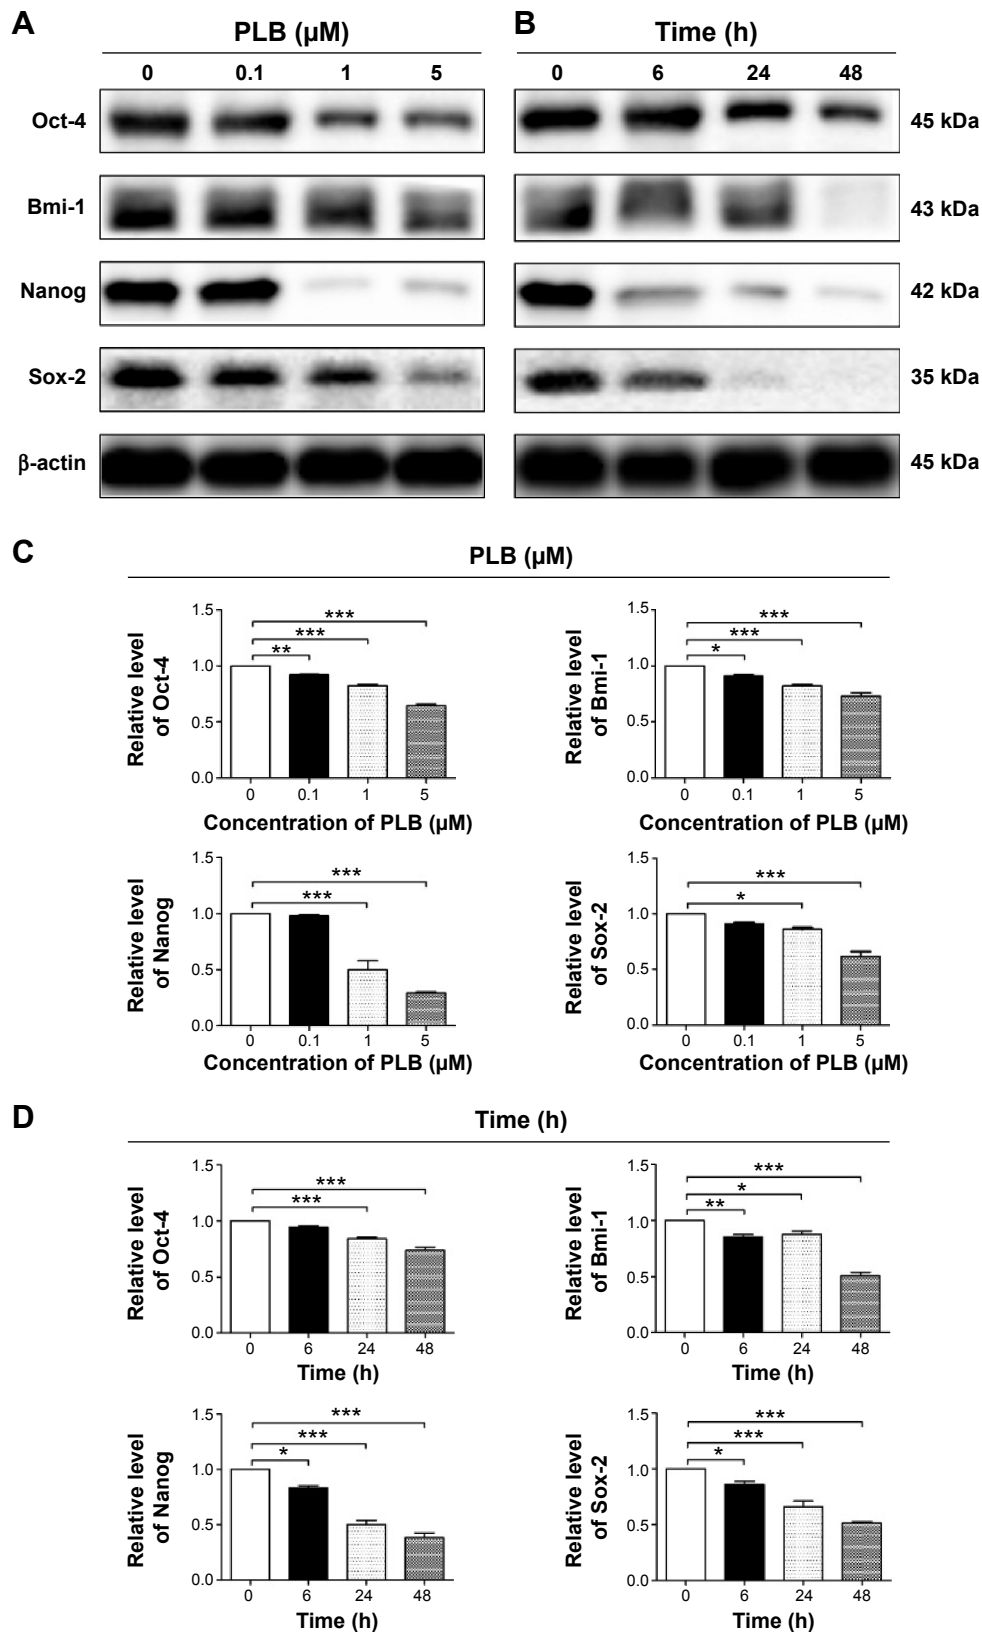 A
PLB (µM)
0 0.1 1 5
B
Time (h)
0 6 24 48
Oct-4 45 kDa
Bmi-1 43 kDa
Nanog 42 kDa
Sox-2 35 kDa
β-actin 45 kDa
C
PLB (µM)
Relative level
of Oct-4
1.5
1.0
0.5
0.0
***
***
**
0 0.1 1 5
Concentration of PLB (µM)
Relative level
of Bmi-1
1.5
1.0
0.5
0.0
***
***
*
0 0.1 1 5
Concentration of PLB (µM)
Relative level
of Nanog
1.5
1.0
0.5
0.0
***
***
0 0.1 1 5
Concentration of PLB (µM)
Relative level
of Sox-2
1.5
1.0
0.5
0.0
***
*
0 0.1 1 5
Concentration of PLB (µM)
D
Time (h)
Relative level
of Oct-4
1.5
1.0
0.5
0.0
***
***
0 6 24 48
Time (h)
Relative level
of Bmi-1
1.5
1.0
0.5
0.0
***
*
**
0 6 24 48
Time (h)
Relative level
of Nanog
1.5
1.0
0.5
0.0
***
***
*
0 6 24 48
Time (h)
Relative level
of Sox-2
1.5
1.0
0.5
0.0
***
***
*
0 6 24 48
Time (h)